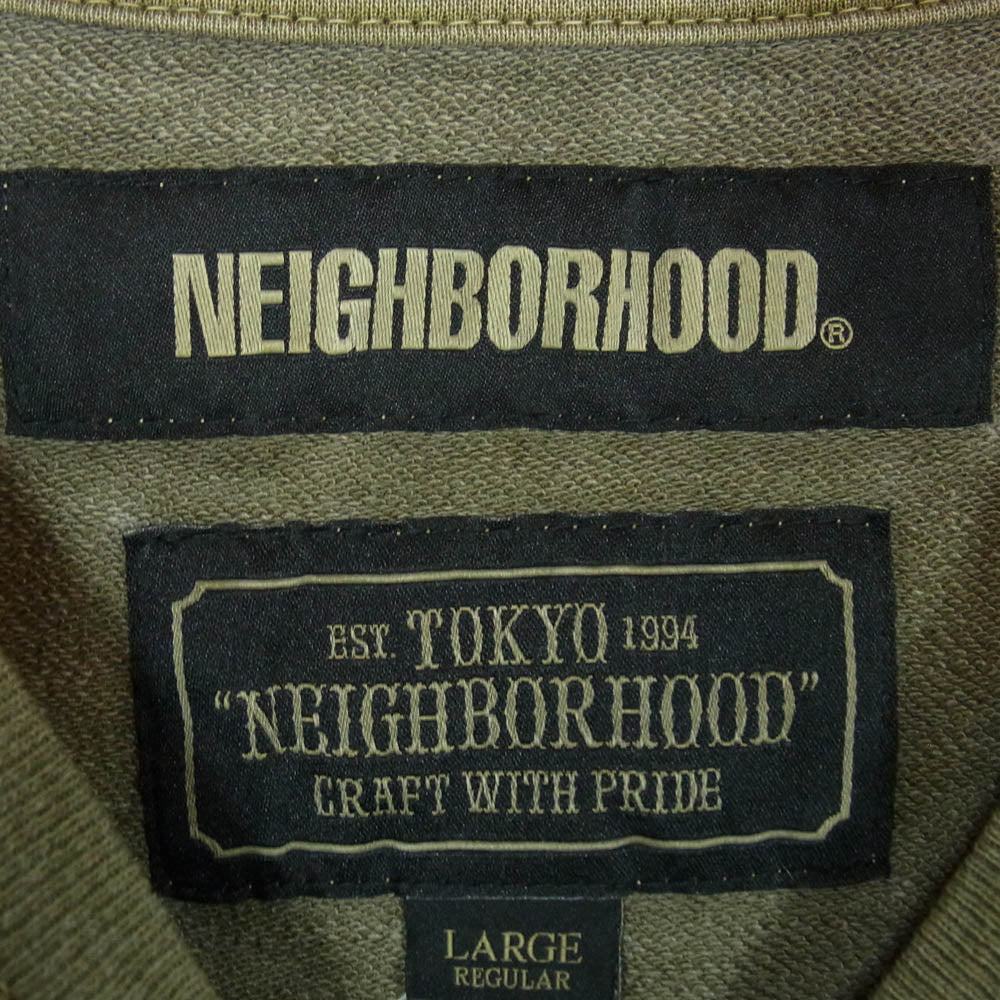 NEIGHBORHOOD®
EST. TOKYO 1994
“NEIGHBORHOOD”
CRAFT WITH PRIDE
LARGE
REGULAR